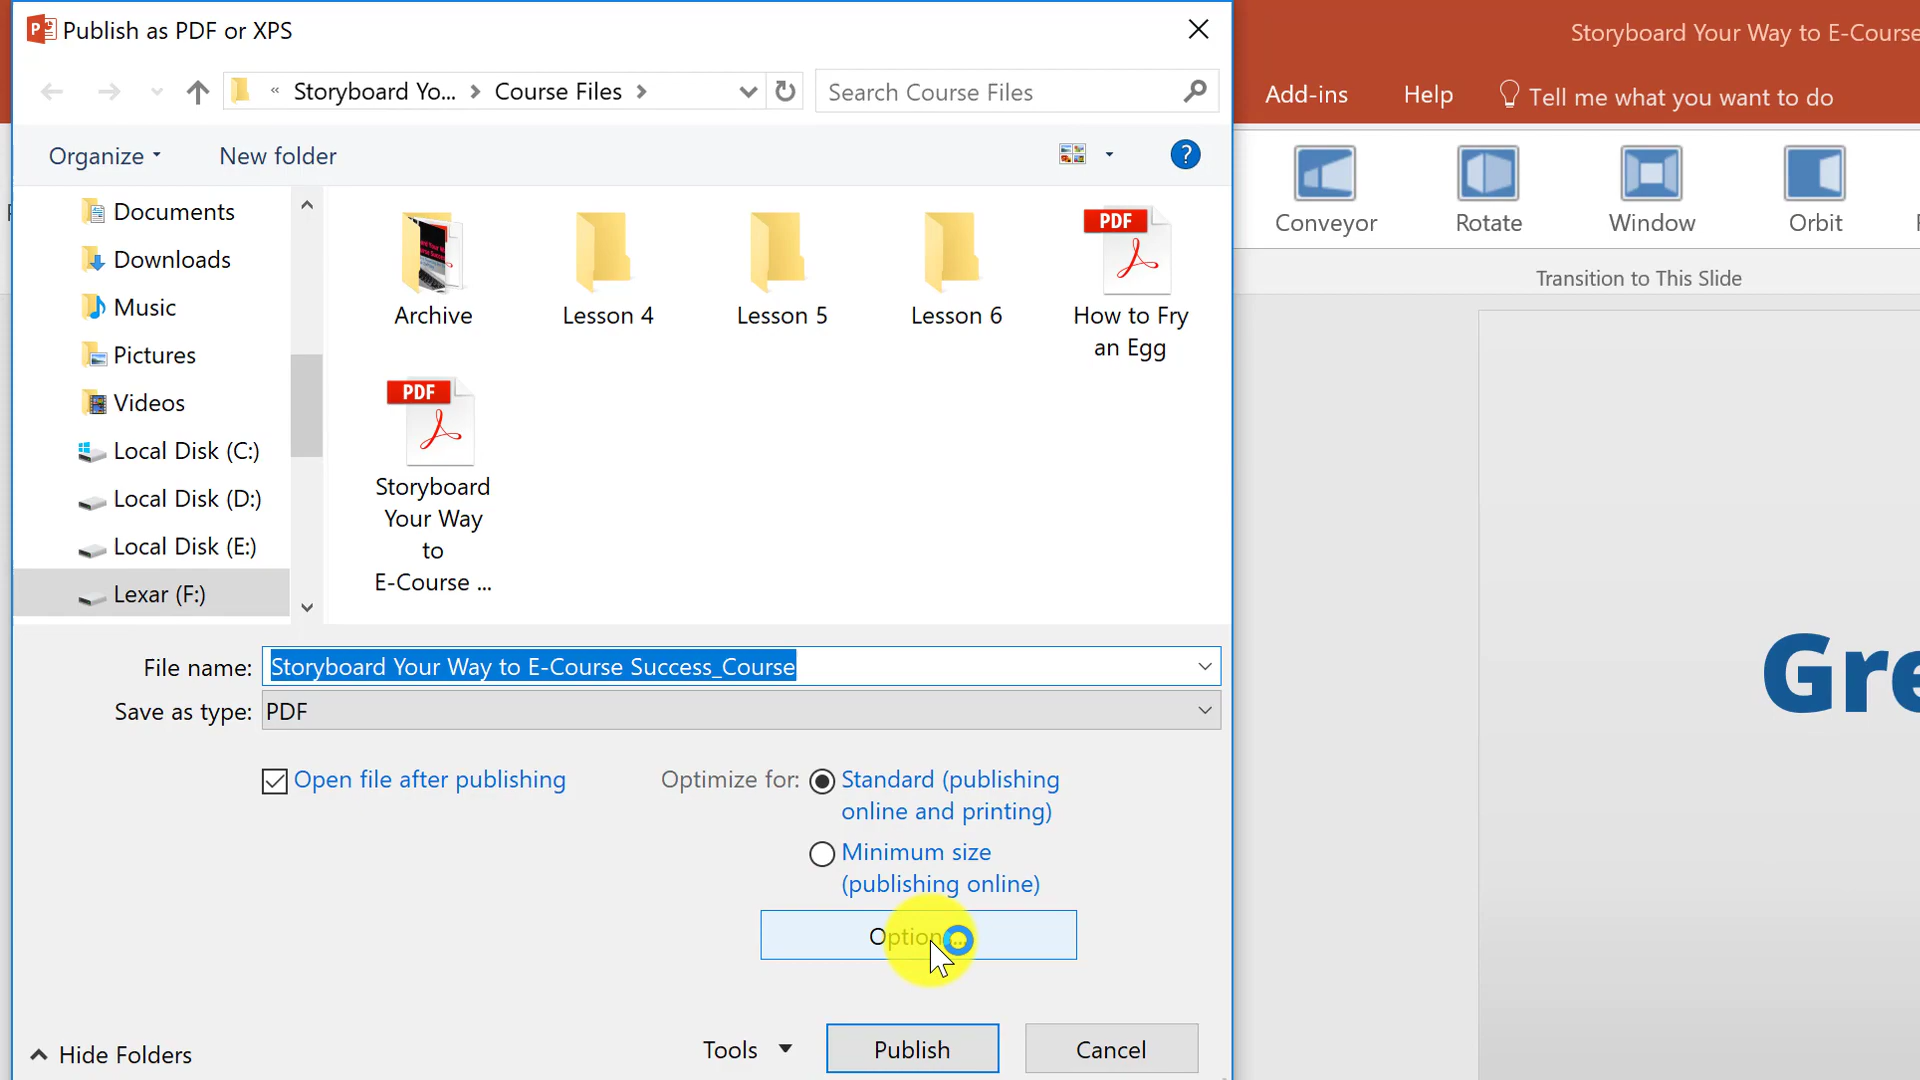 Publish as PDF or XPS
Storyboard Your Way to E-Course
« Storyboard Yo... Course Files
Search Course Files
Add-ins Help Tell me what you want to do
Organize New folder
Conveyor Rotate Window Orbit
Transition to This Slide
Documents
Downloads
Music
Pictures
Videos
Local Disk (C:)
Local Disk (D:)
Local Disk (E:)
Lexar (F:)
Archive
Lesson 4
Lesson 5
Lesson 6
PDF
How to Fry
an Egg
PDF
Storyboard
Your Way
to
E-Course ...
Gre
File name: Storyboard Your Way to E-Course Success_Course
Save as type: PDF
Open file after publishing
Optimize for:
Standard (publishing
online and printing)
Minimum size
(publishing online)
Option
Hide Folders
Tools
Publish
Cancel